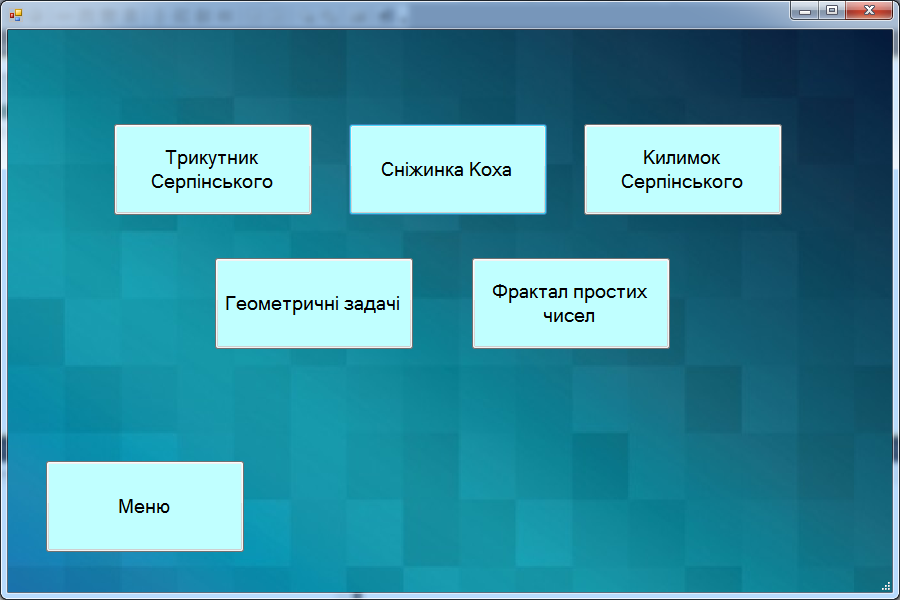 Трикутник
Серпінського
Сніжинка Коха
Килимок
Серпінського
Геометричні задачі
Фрактал простих
чисел
Меню